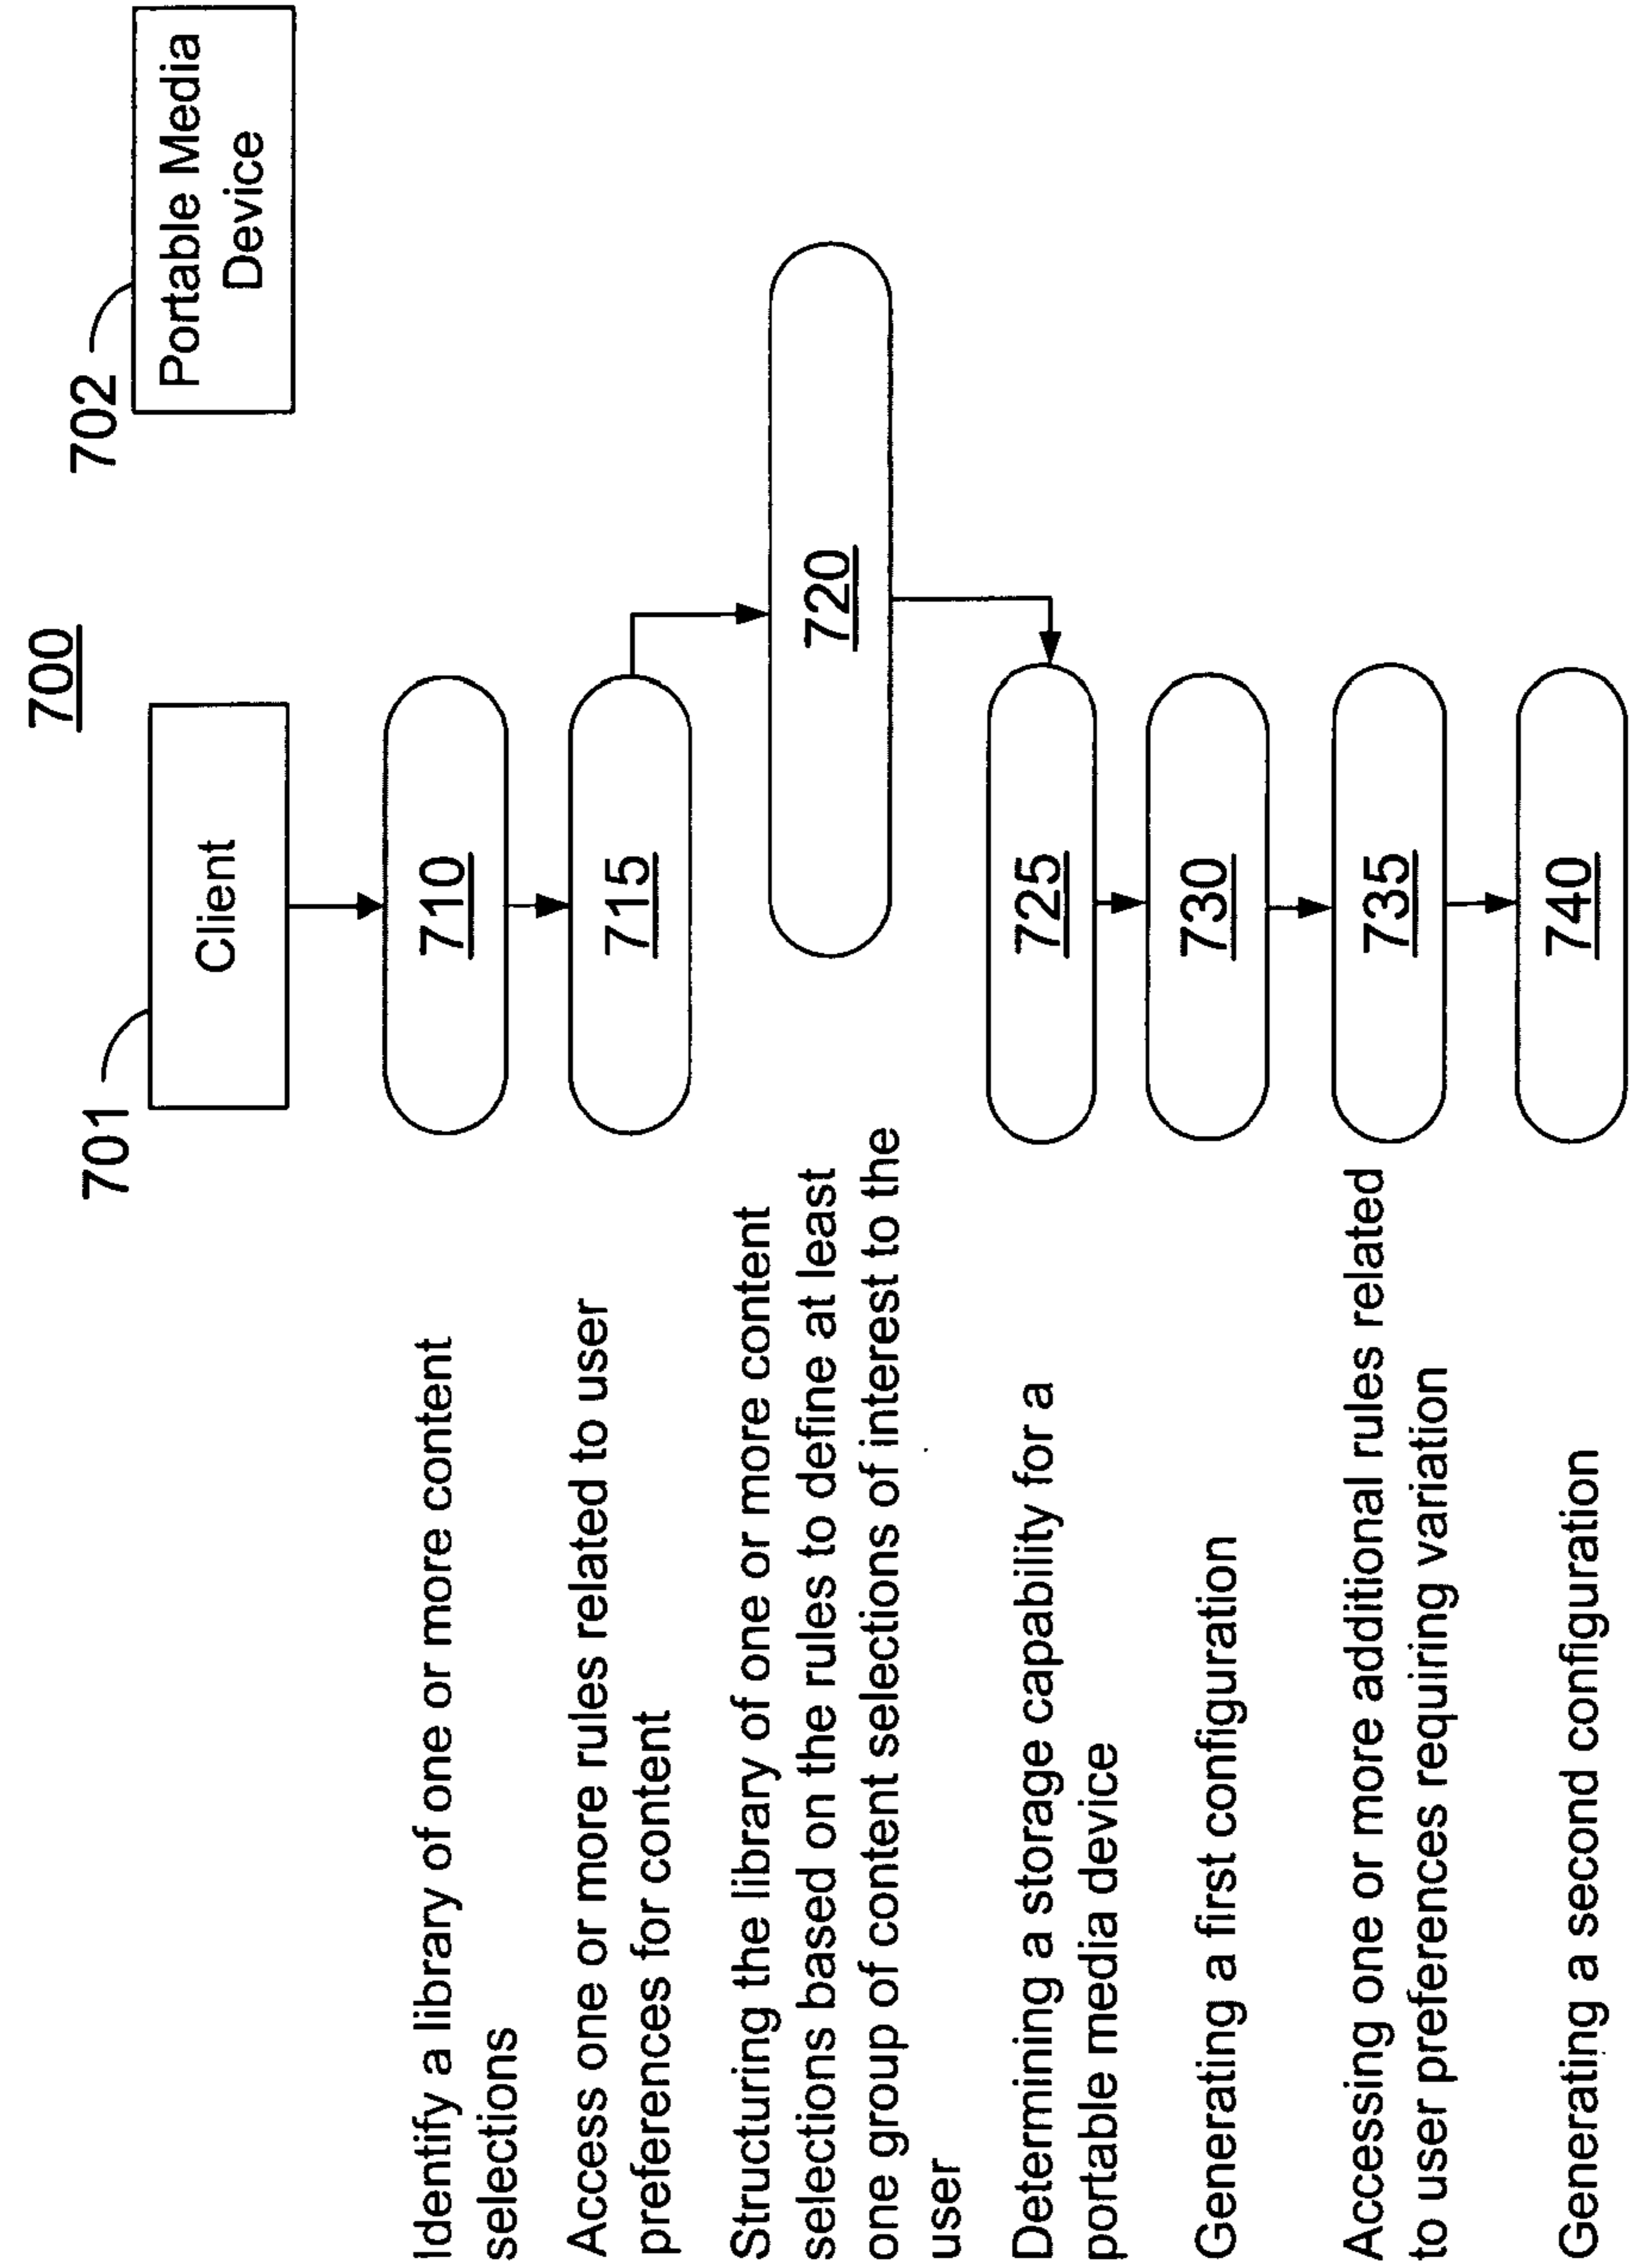 700
701
702
Client
Portable Media
Device
Identify a library of one or more content
selections
710
Access one or more rules related to user
preferences for content
715
Structuring the library of one or more content
selections based on the rules to define at least
one group of content selections of interest to the
user
720
Determining a storage capability for a
portable media device
725
Generating a first configuration
730
Accessing one or more additional rules related
to user preferences requiring variation
735
Generating a second configuration
740